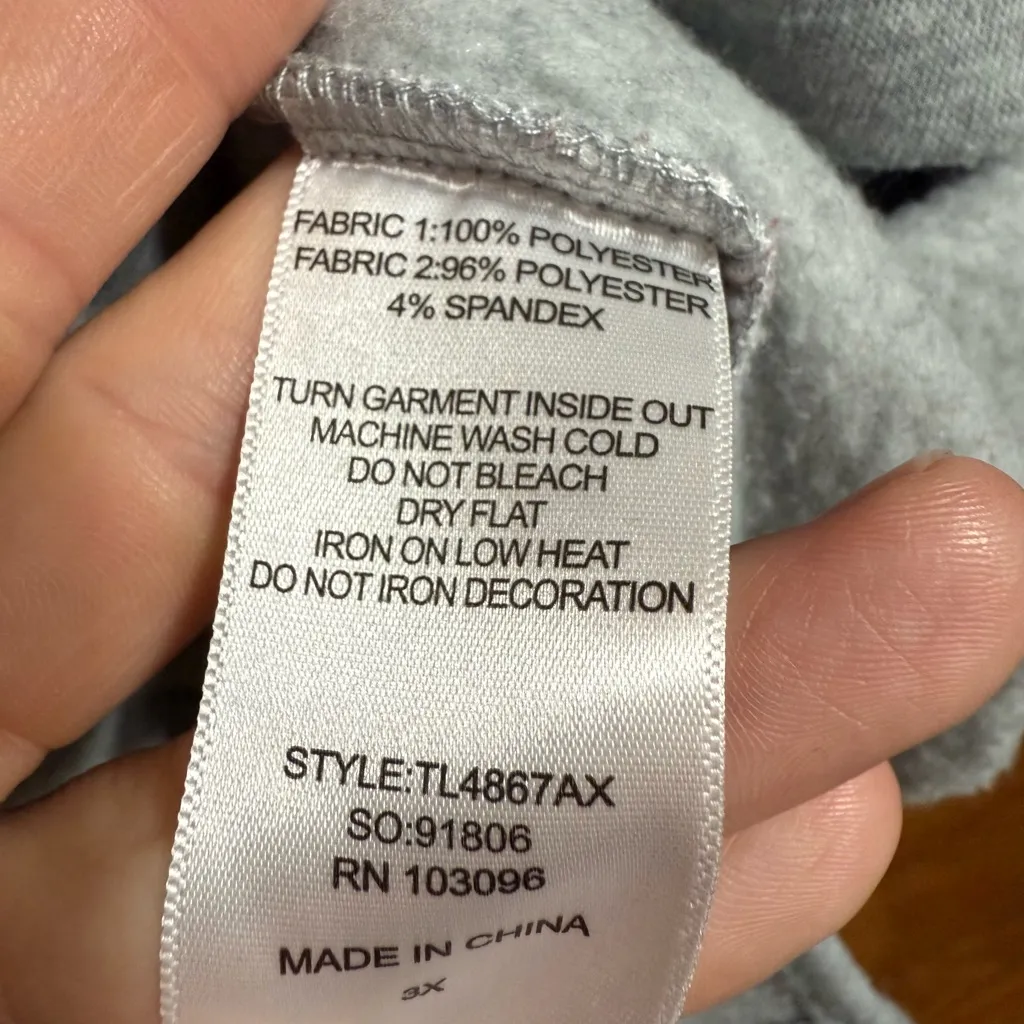 FABRIC 1:100% POLYESTER
FABRIC 2:96% POLYESTER
4% SPANDEX
TURN GARMENT INSIDE OUT
MACHINE WASH COLD
DO NOT BLEACH
DRY FLAT
IRON ON LOW HEAT
DO NOT IRON DECORATION
STYLE:TL4867AX
SO:91806
RN 103096
MADE IN CHINA
3X